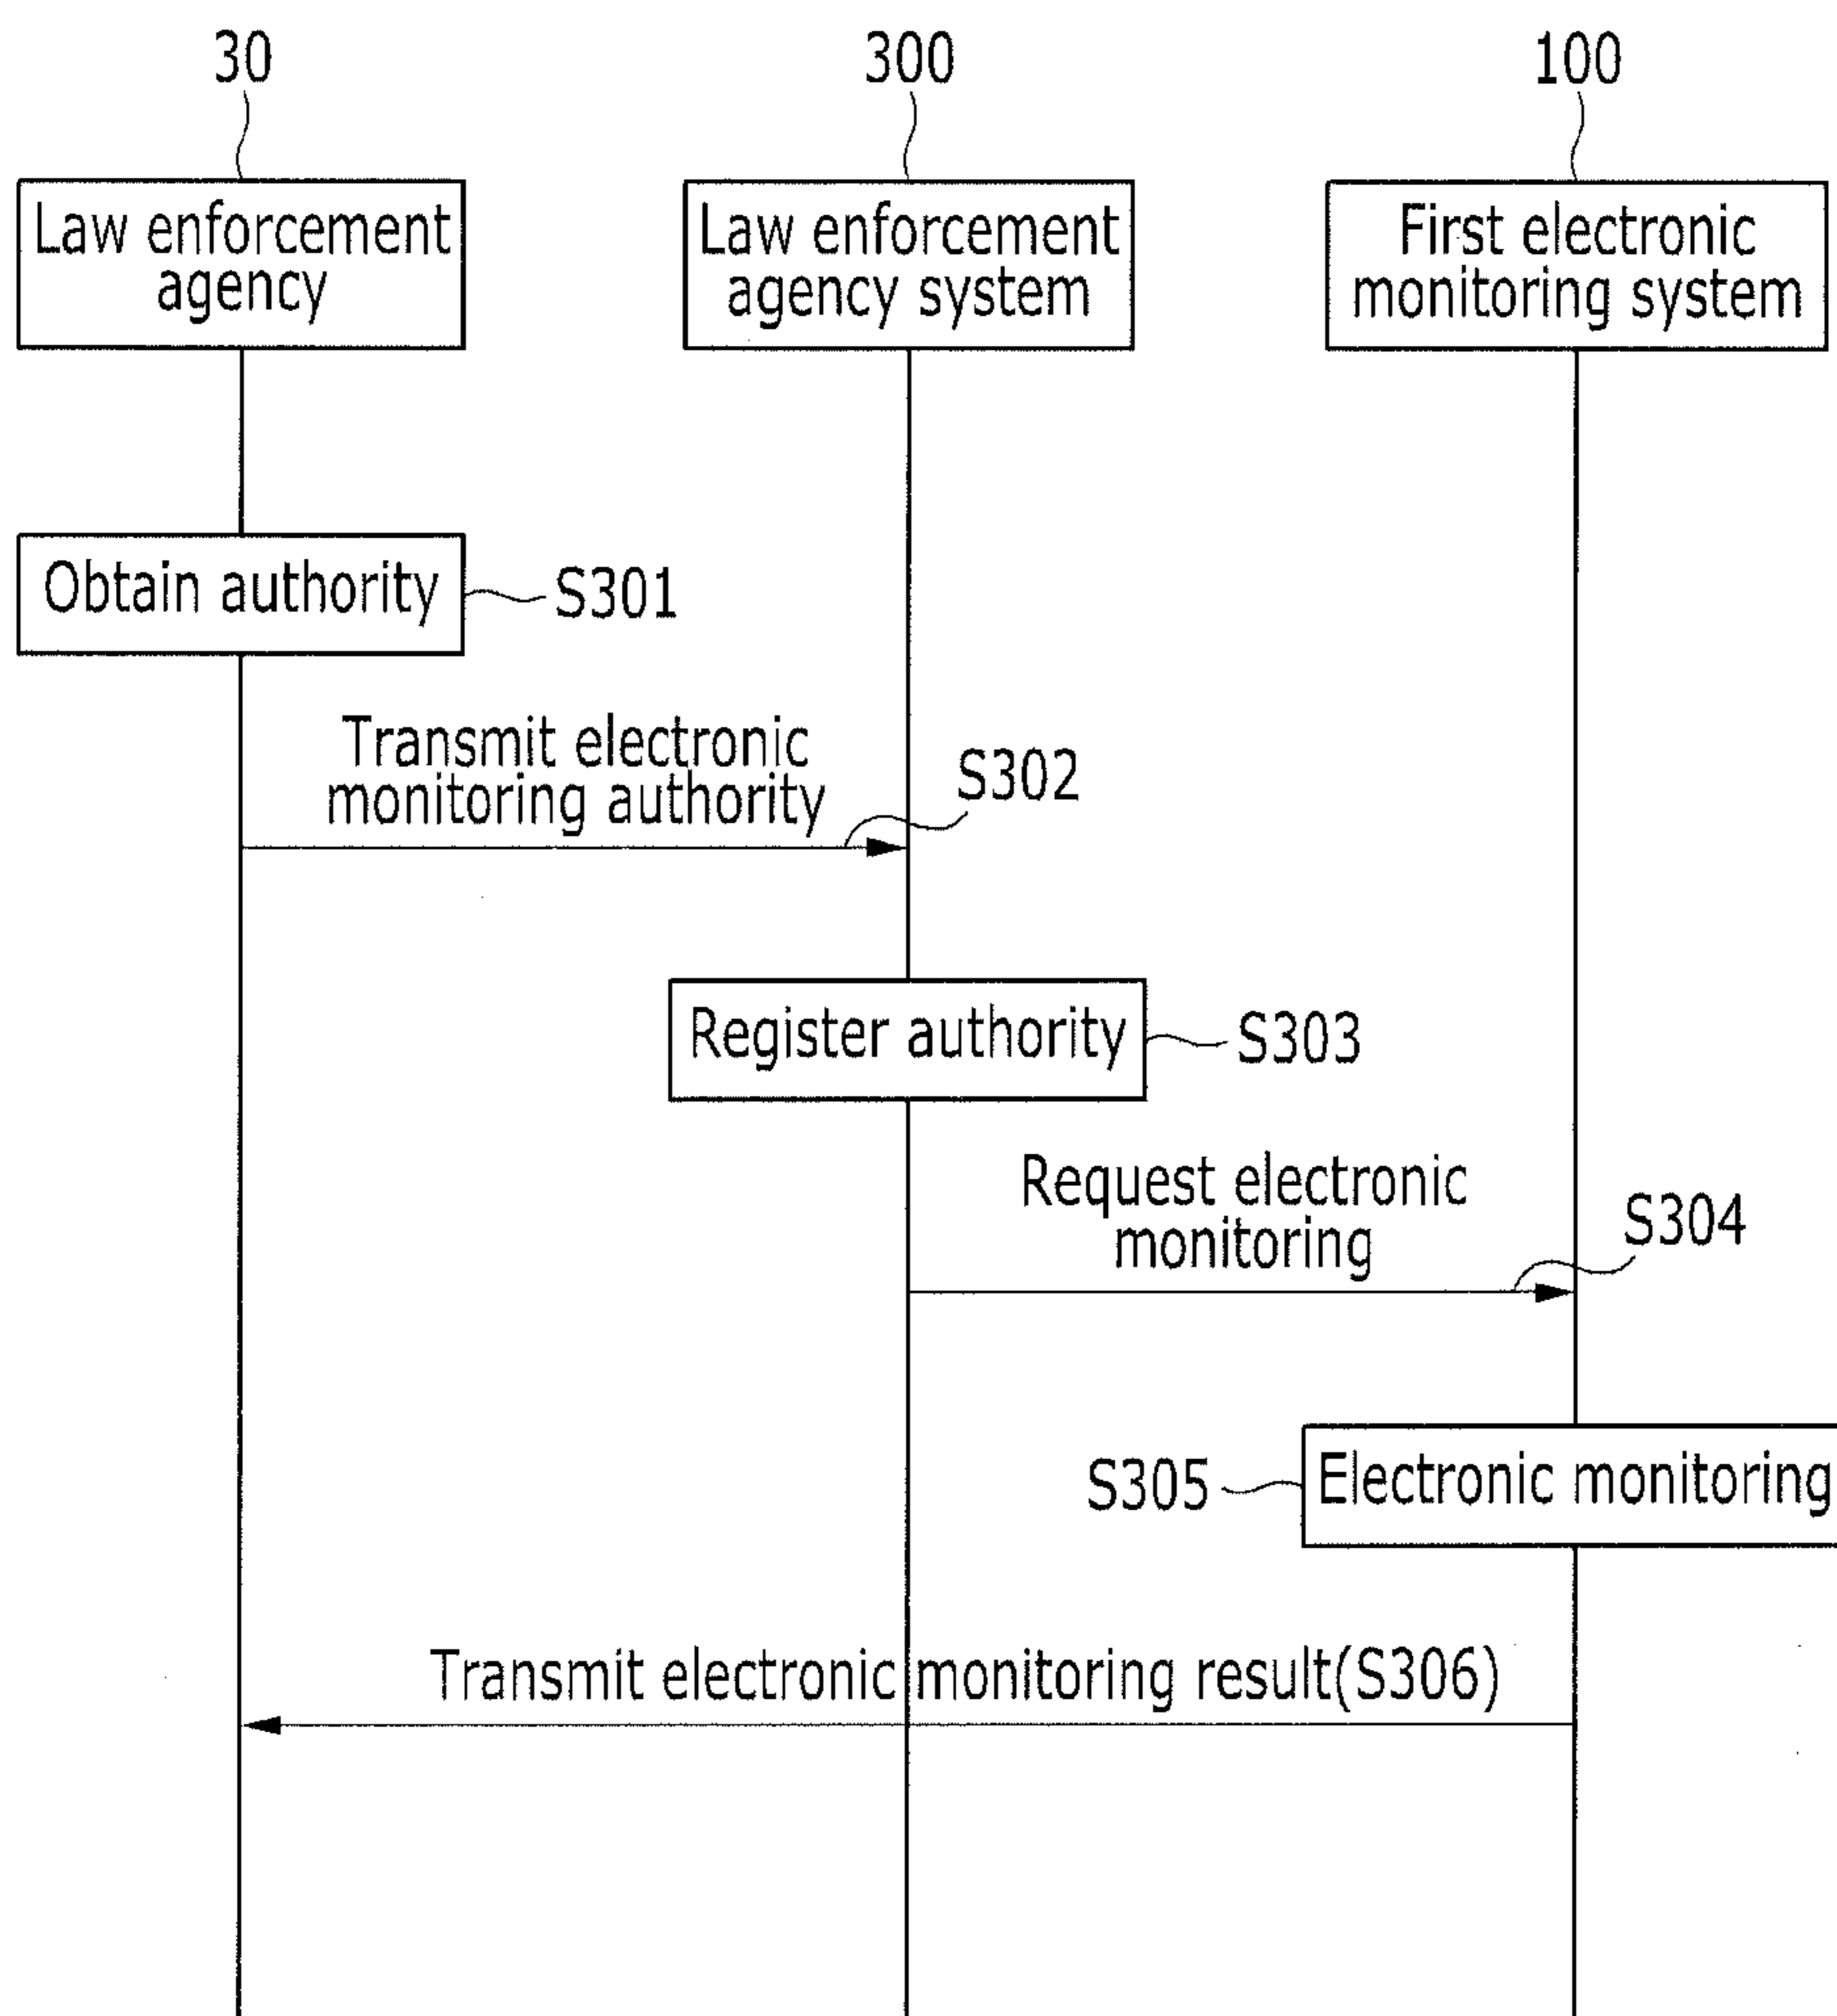 30
300
100
Law enforcement
agency
Law enforcement
agency system
First electronic
monitoring system
Obtain authority
S301
Transmit electronic
monitoring authority
S302
Register authority
S303
Request electronic
monitoring
S304
S305
Electronic monitoring
Transmit electronic monitoring result(S306)